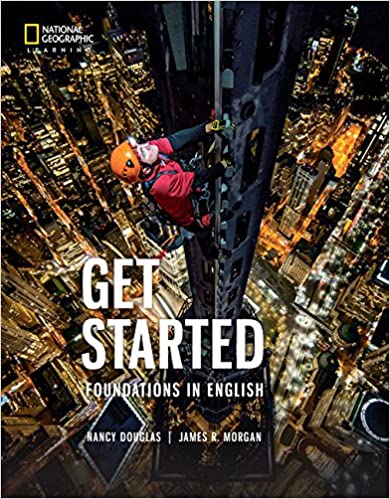 NATIONAL
GEOGRAPHIC
LEARNING
GET
STARTED
FOUNDATIONS IN ENGLISH
NANCY DOUGLAS | JAMES R. MORGAN